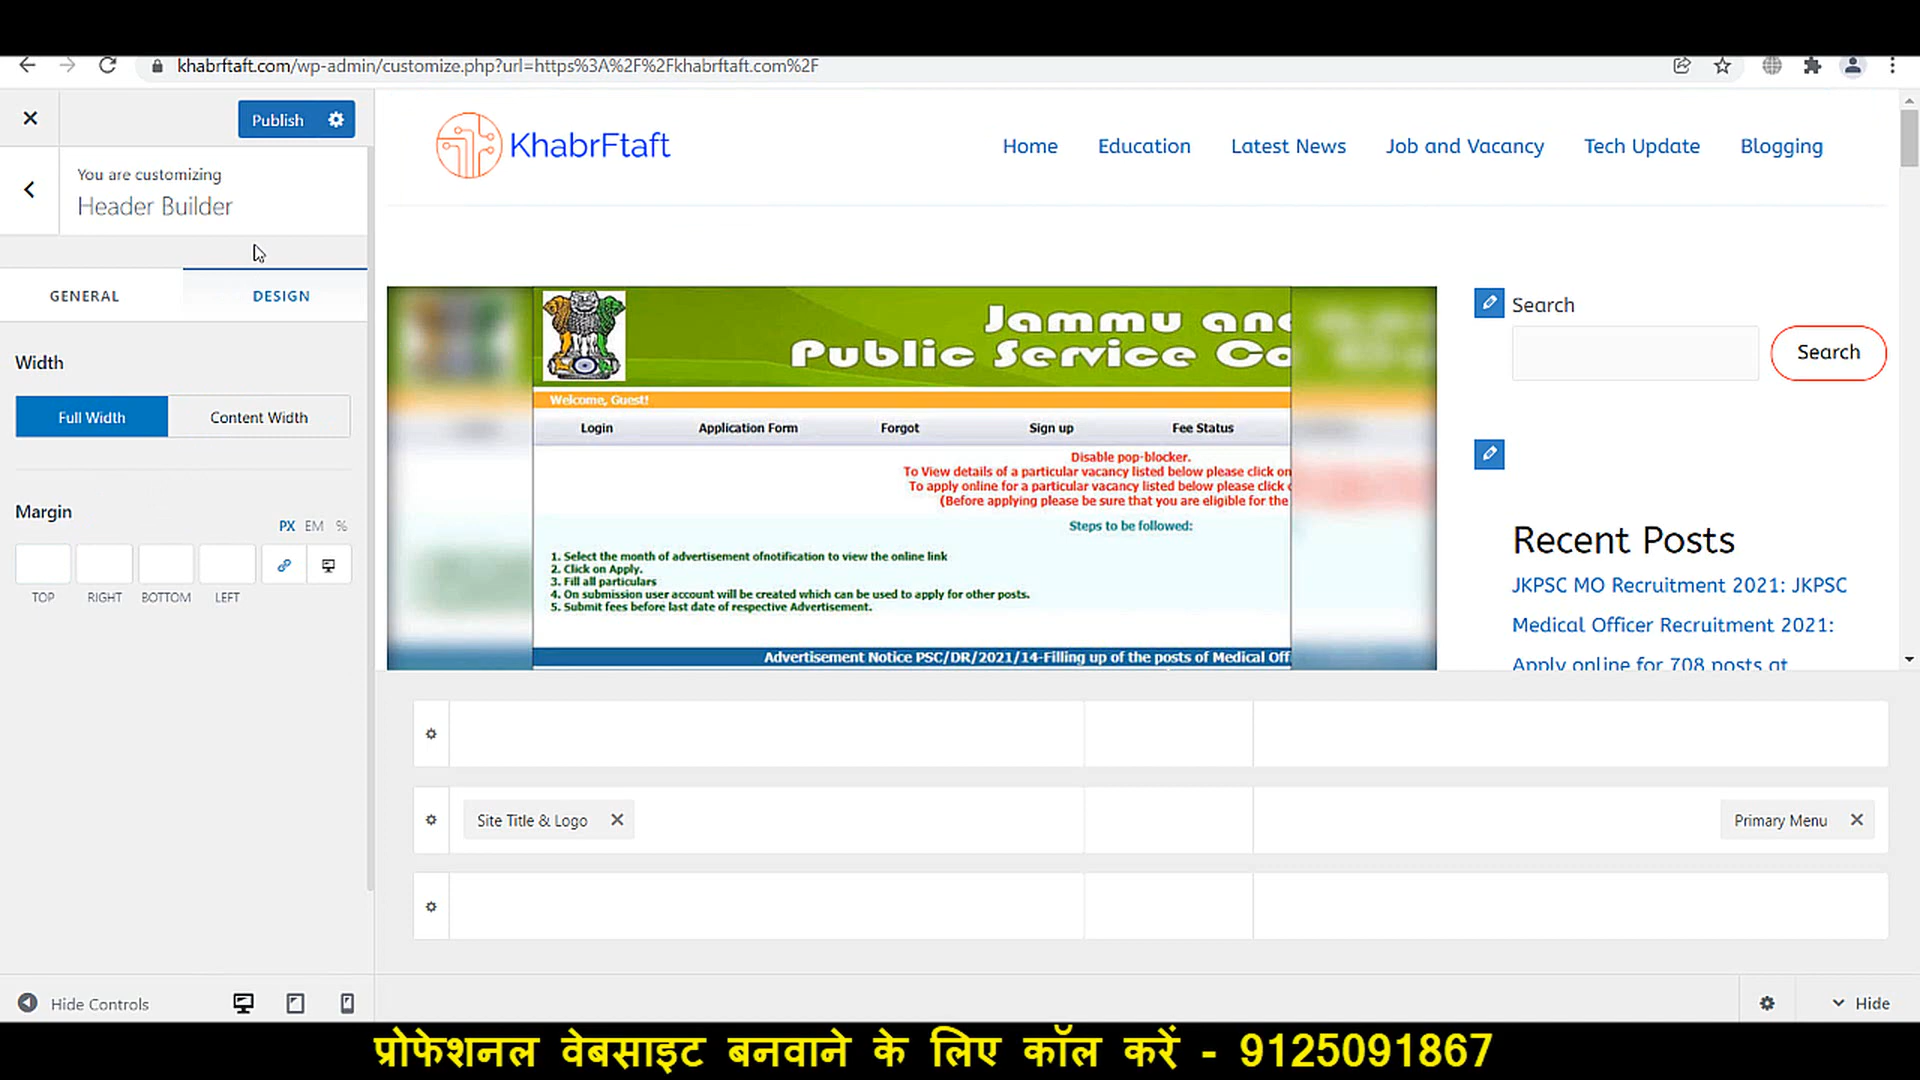 khabrftaft.com/wp-admin/customize.php?url=https%3A%2F%2Fkhabrftaft.com%2F
Publish
You are customizing
Header Builder
GENERAL
DESIGN
Width
Full Width
Content Width
Margin
PX EM %
TOP RIGHT BOTTOM LEFT
Hide Controls
KhabrFtaft
Home Education Latest News Job and Vacancy Tech Update Blogging
Jammu and
Public Service Co
Welcome, Guest!
Login Application Form Forgot Sign up Fee Status
Disable pop-blocker.
To View details of a particular vacancy listed below please click on
To apply online for a particular vacancy listed below please click
(Before applying please be sure that you are eligible for the
Steps to be followed:
1. Select the month of advertisement ofnotification to view the online link
2. Click on Apply.
3. Fill all particulars
4. On submission user account will be created which can be used to apply for other posts.
5. Submit fees before last date of respective Advertisement.
Advertisement Notice PSC/DR/2021/14-Filling up of the posts of Medical Off
Search
Search
Recent Posts
JKPSC MO Recruitment 2021: JKPSC
Medical Officer Recruitment 2021:
Apply online for 708 posts at
Site Title & Logo
Primary Menu
Hide
प्रोफेशनल वेबसाइट बनवाने के लिए कॉल करें - 9125091867